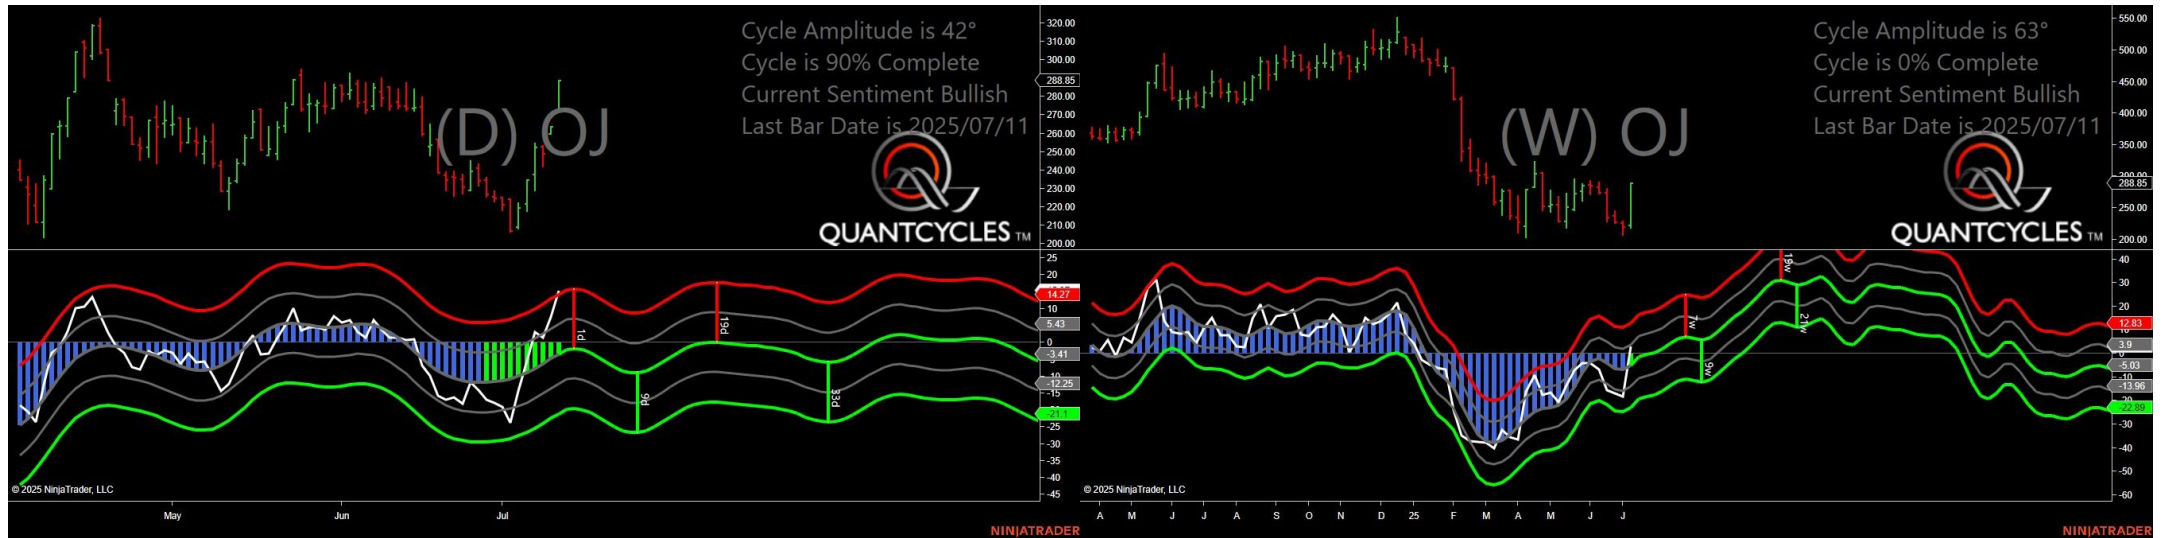 Cycle Amplitude is 42°
Cycle is 90% Complete
Current Sentiment Bullish
Last Bar Date is 2025/07/11
(D) OJ
QUANTCYCLES TM
320.00
310.00
300.00
288.85
280.00
270.00
260.00
250.00
240.00
230.00
220.00
210.00
200.00
25
20
14.27
10
5.43
0
-3.41
-10
-12.25
-15
-21.1
-25
-30
-35
-40
-45
1d
9d
19d
33d
© 2025 NinjaTrader, LLC
May Jun Jul
NINJATRADER
Cycle Amplitude is 63°
Cycle is 0% Complete
Current Sentiment Bullish
Last Bar Date is 2025/07/11
(W) OJ
QUANTCYCLES TM
550.00
500.00
450.00
400.00
350.00
300.00
288.85
250.00
200.00
40
30
20
12.83
3.9
0
-5.03
-10
-13.96
-22.89
-30
-40
-50
-60
7w
9w
19w
21w
© 2025 NinjaTrader, LLC
A M J J A S O N D 25 F M A M J J
NINJATRADER